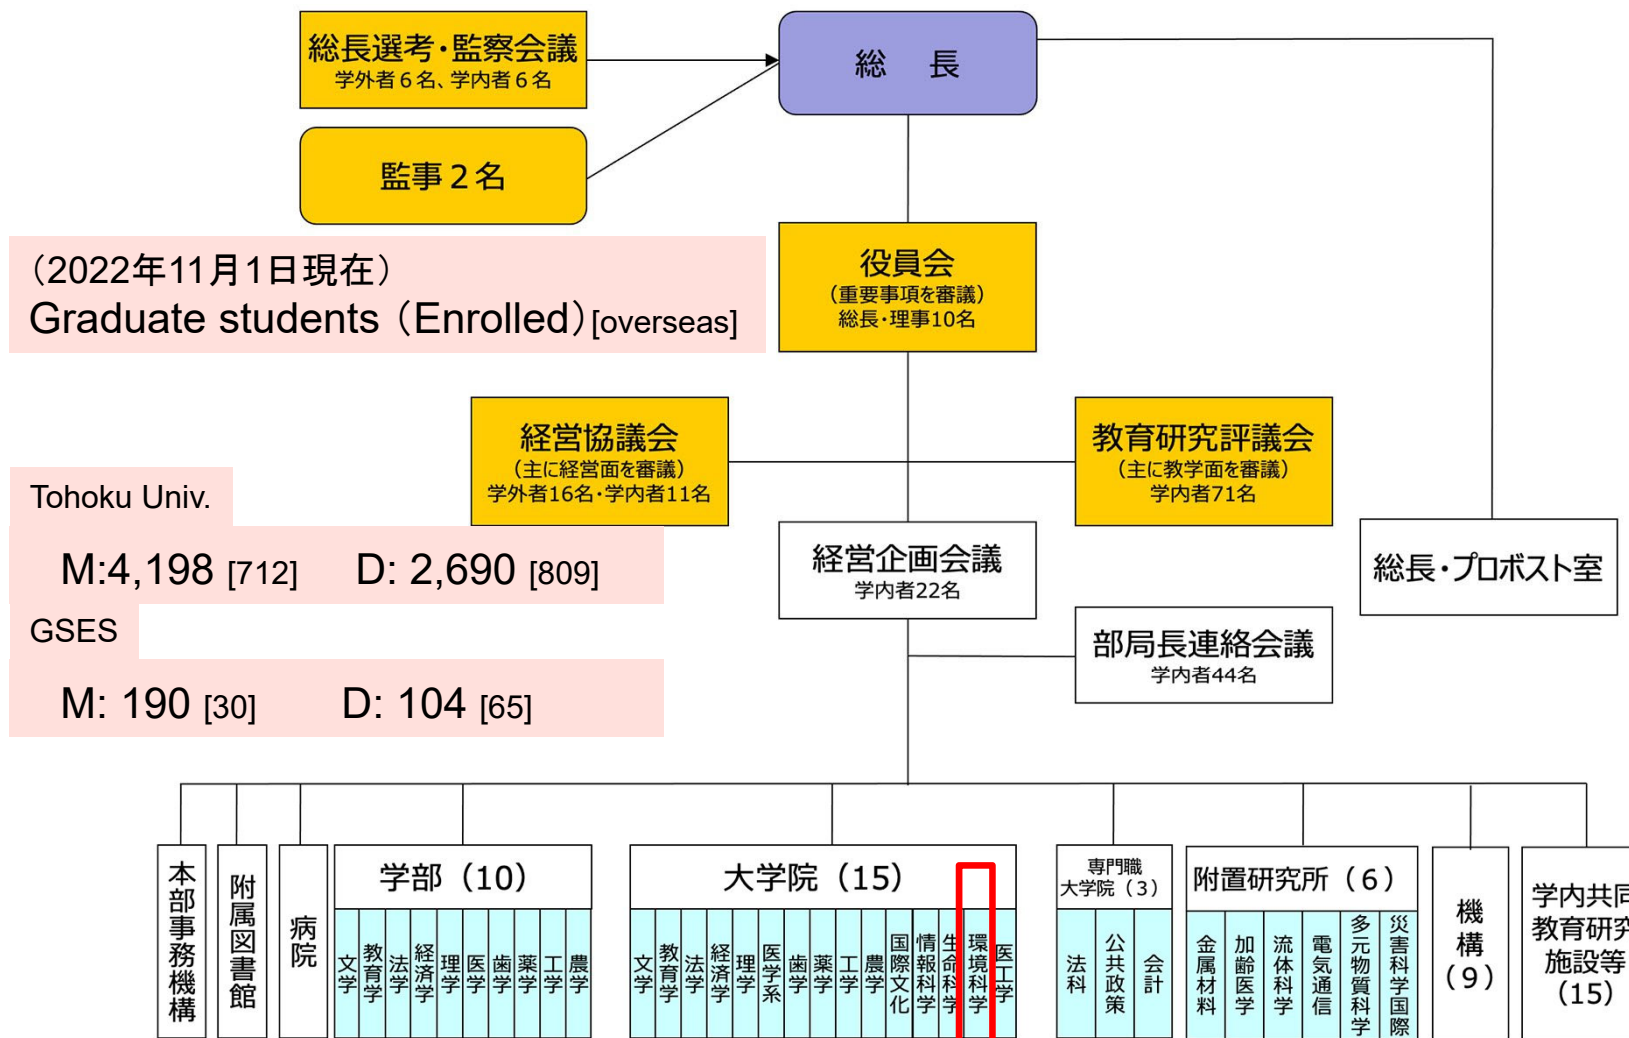 総長選考・監察会議
学外者６名、学内者６名
総　長
監事２名
（2022年11月1日現在）
Graduate students（Enrolled）[overseas]
役員会
（重要事項を審議）
総長・理事10名
経営協議会
（主に経営面を審議）
学外者16名・学内者11名
教育研究評議会
（主に教学面を審議）
学内者71名
Tohoku Univ.
M:4,198 [712] D: 2,690 [809]
GSES
M: 190 [30] D: 104 [65]
経営企画会議
学内者22名
総長・プロボスト室
部局長連絡会議
学内者44名
本部事務機構
附属図書館
病院
学部（10）
文学
教育学
法学
経済学
理学
医学
歯学
薬学
工学
農学
大学院（15）
文学
教育学
法学
経済学
理学
医学系
歯学
薬学
工学
農学
国際文化
情報科学
生命科学
環境科学
医工学
専門職
大学院（3）
法科
公共政策
会計
附置研究所（6）
金属材料
加齢医学
流体科学
電気通信
多元物質科学
災害科学国際
機構
（9）
学内共同
教育研究
施設等
（15）